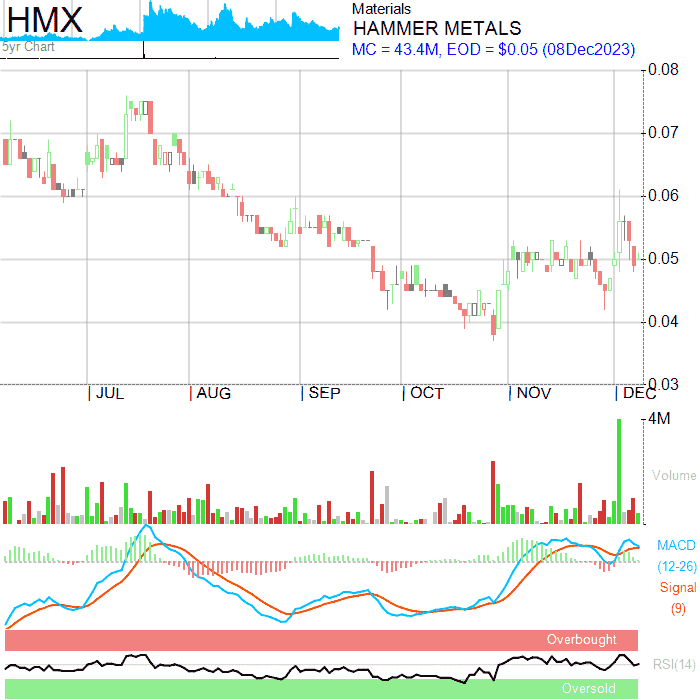 HMX
5yr Chart
Materials
HAMMER METALS
MC = 43.4M, EOD = $0.05 (08Dec2023)
0.08
0.07
0.06
0.05
0.04
0.03
JUL AUG SEP OCT NOV DEC
4M
Volume
MACD
(12-26)
Signal
(9)
Overbought
RSI(14)
Oversold